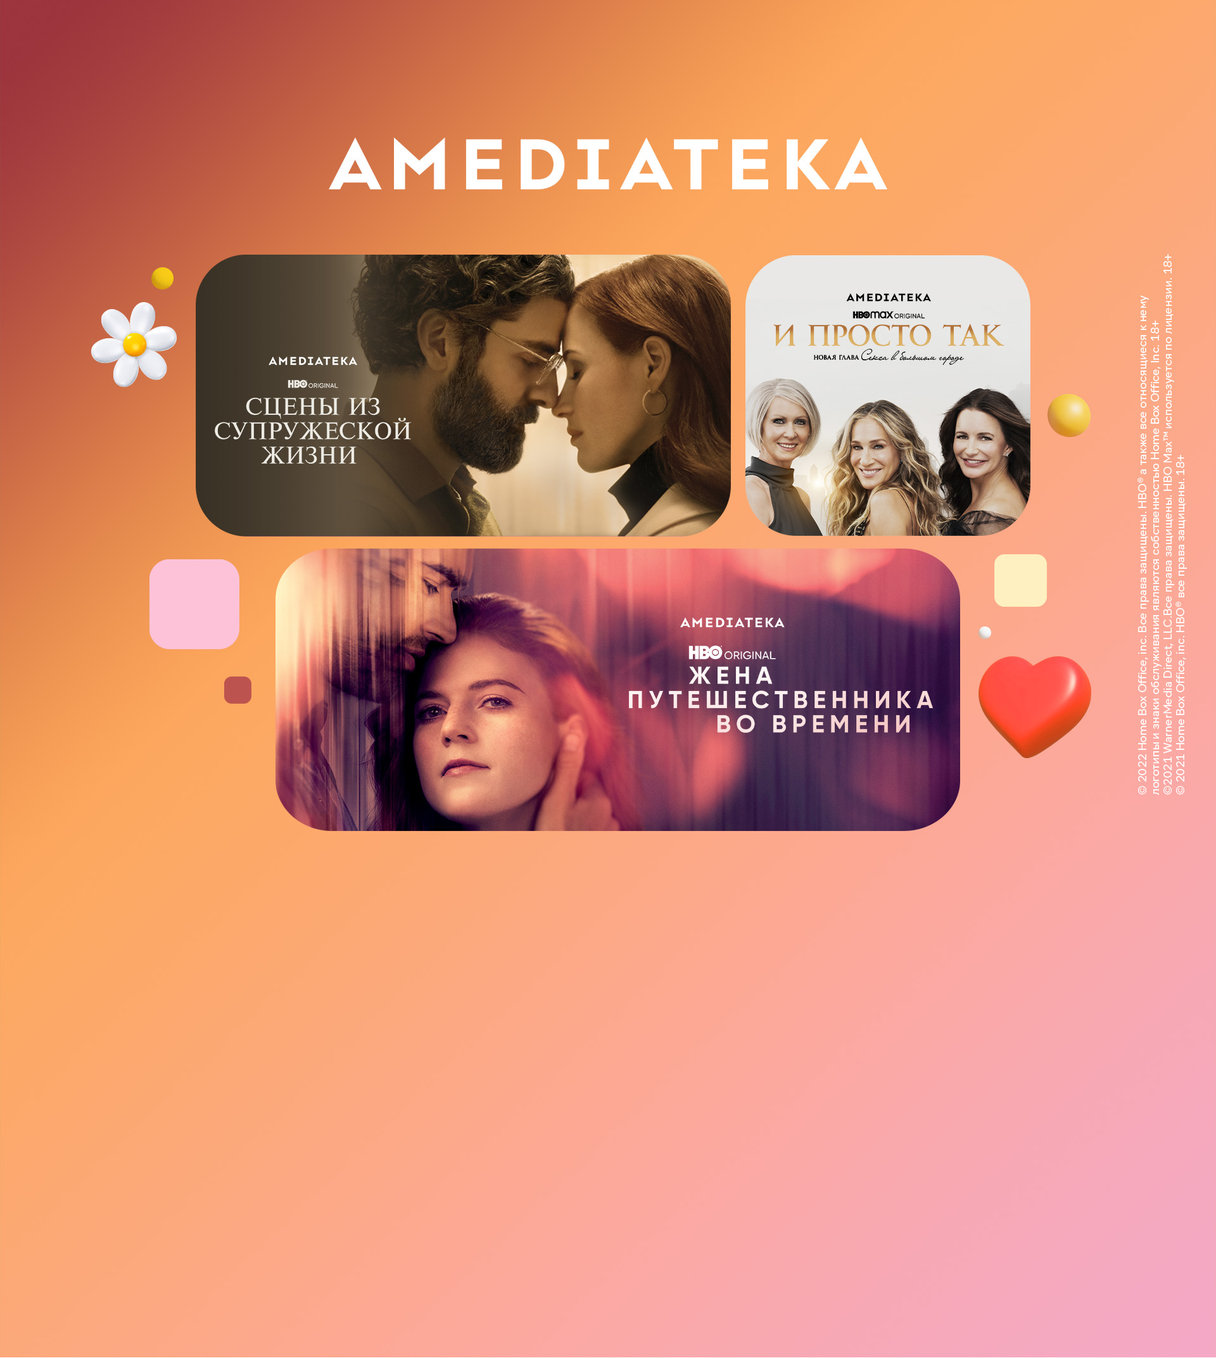 AMEDIATEKA
AMEDIATEKA
HBO ORIGINAL
СЦЕНЫ ИЗ
СУПРУЖЕСКОЙ
ЖИЗНИ
AMEDIATEKA
HBOmax ORIGINAL
И ПРОСТО ТАК
НОВАЯ ГЛАВА Секса в большом городе
AMEDIATEKA
HBO ORIGINAL
ЖЕНА
ПУТЕШЕСТВЕННИКА
ВО ВРЕМЕНИ
© 2022 Home Box Office, inc. Все права защищены. HBO® а также все относящиеся к нему
логотипы и знаки обслуживания являются собственностью Home Box Office, Inc. 18+
©2021 WarnerMedia Direct, LLC.Все права защищены. HBO Max™ используется по лицензии. 18+
© 2021 Home Box Office, inc. HBO® все права защищены. 18+